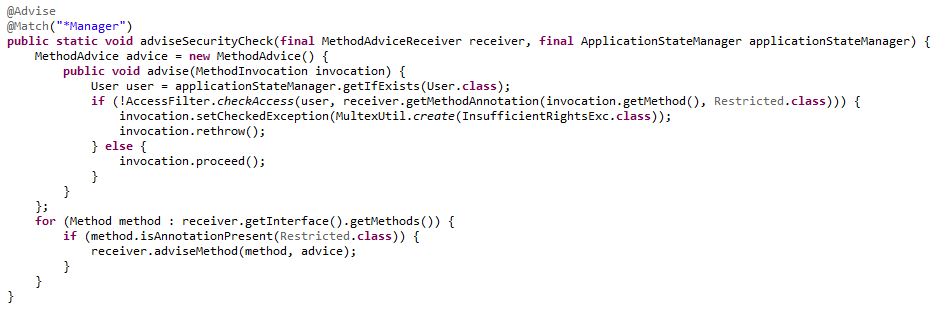 @Advise
@Match("*Manager")
public static void adviseSecurityCheck(final MethodAdviceReceiver receiver, final ApplicationStateManager applicationStateManager) {
    MethodAdvice advice = new MethodAdvice() {
        public void advise(MethodInvocation invocation) {
            User user = applicationStateManager.getIfExists(User.class);
            if (!AccessFilter.checkAccess(user, receiver.getMethodAnnotation(invocation.getMethod(), Restricted.class))) {
                invocation.setCheckedException(MultexUtil.create(InsufficientRightsExc.class));
                invocation.rethrow();
            } else {
                invocation.proceed();
            }
        }
    };
    for (Method method : receiver.getInterface().getMethods()) {
        if (method.isAnnotationPresent(Restricted.class)) {
            receiver.adviseMethod(method, advice);
        }
    }
}